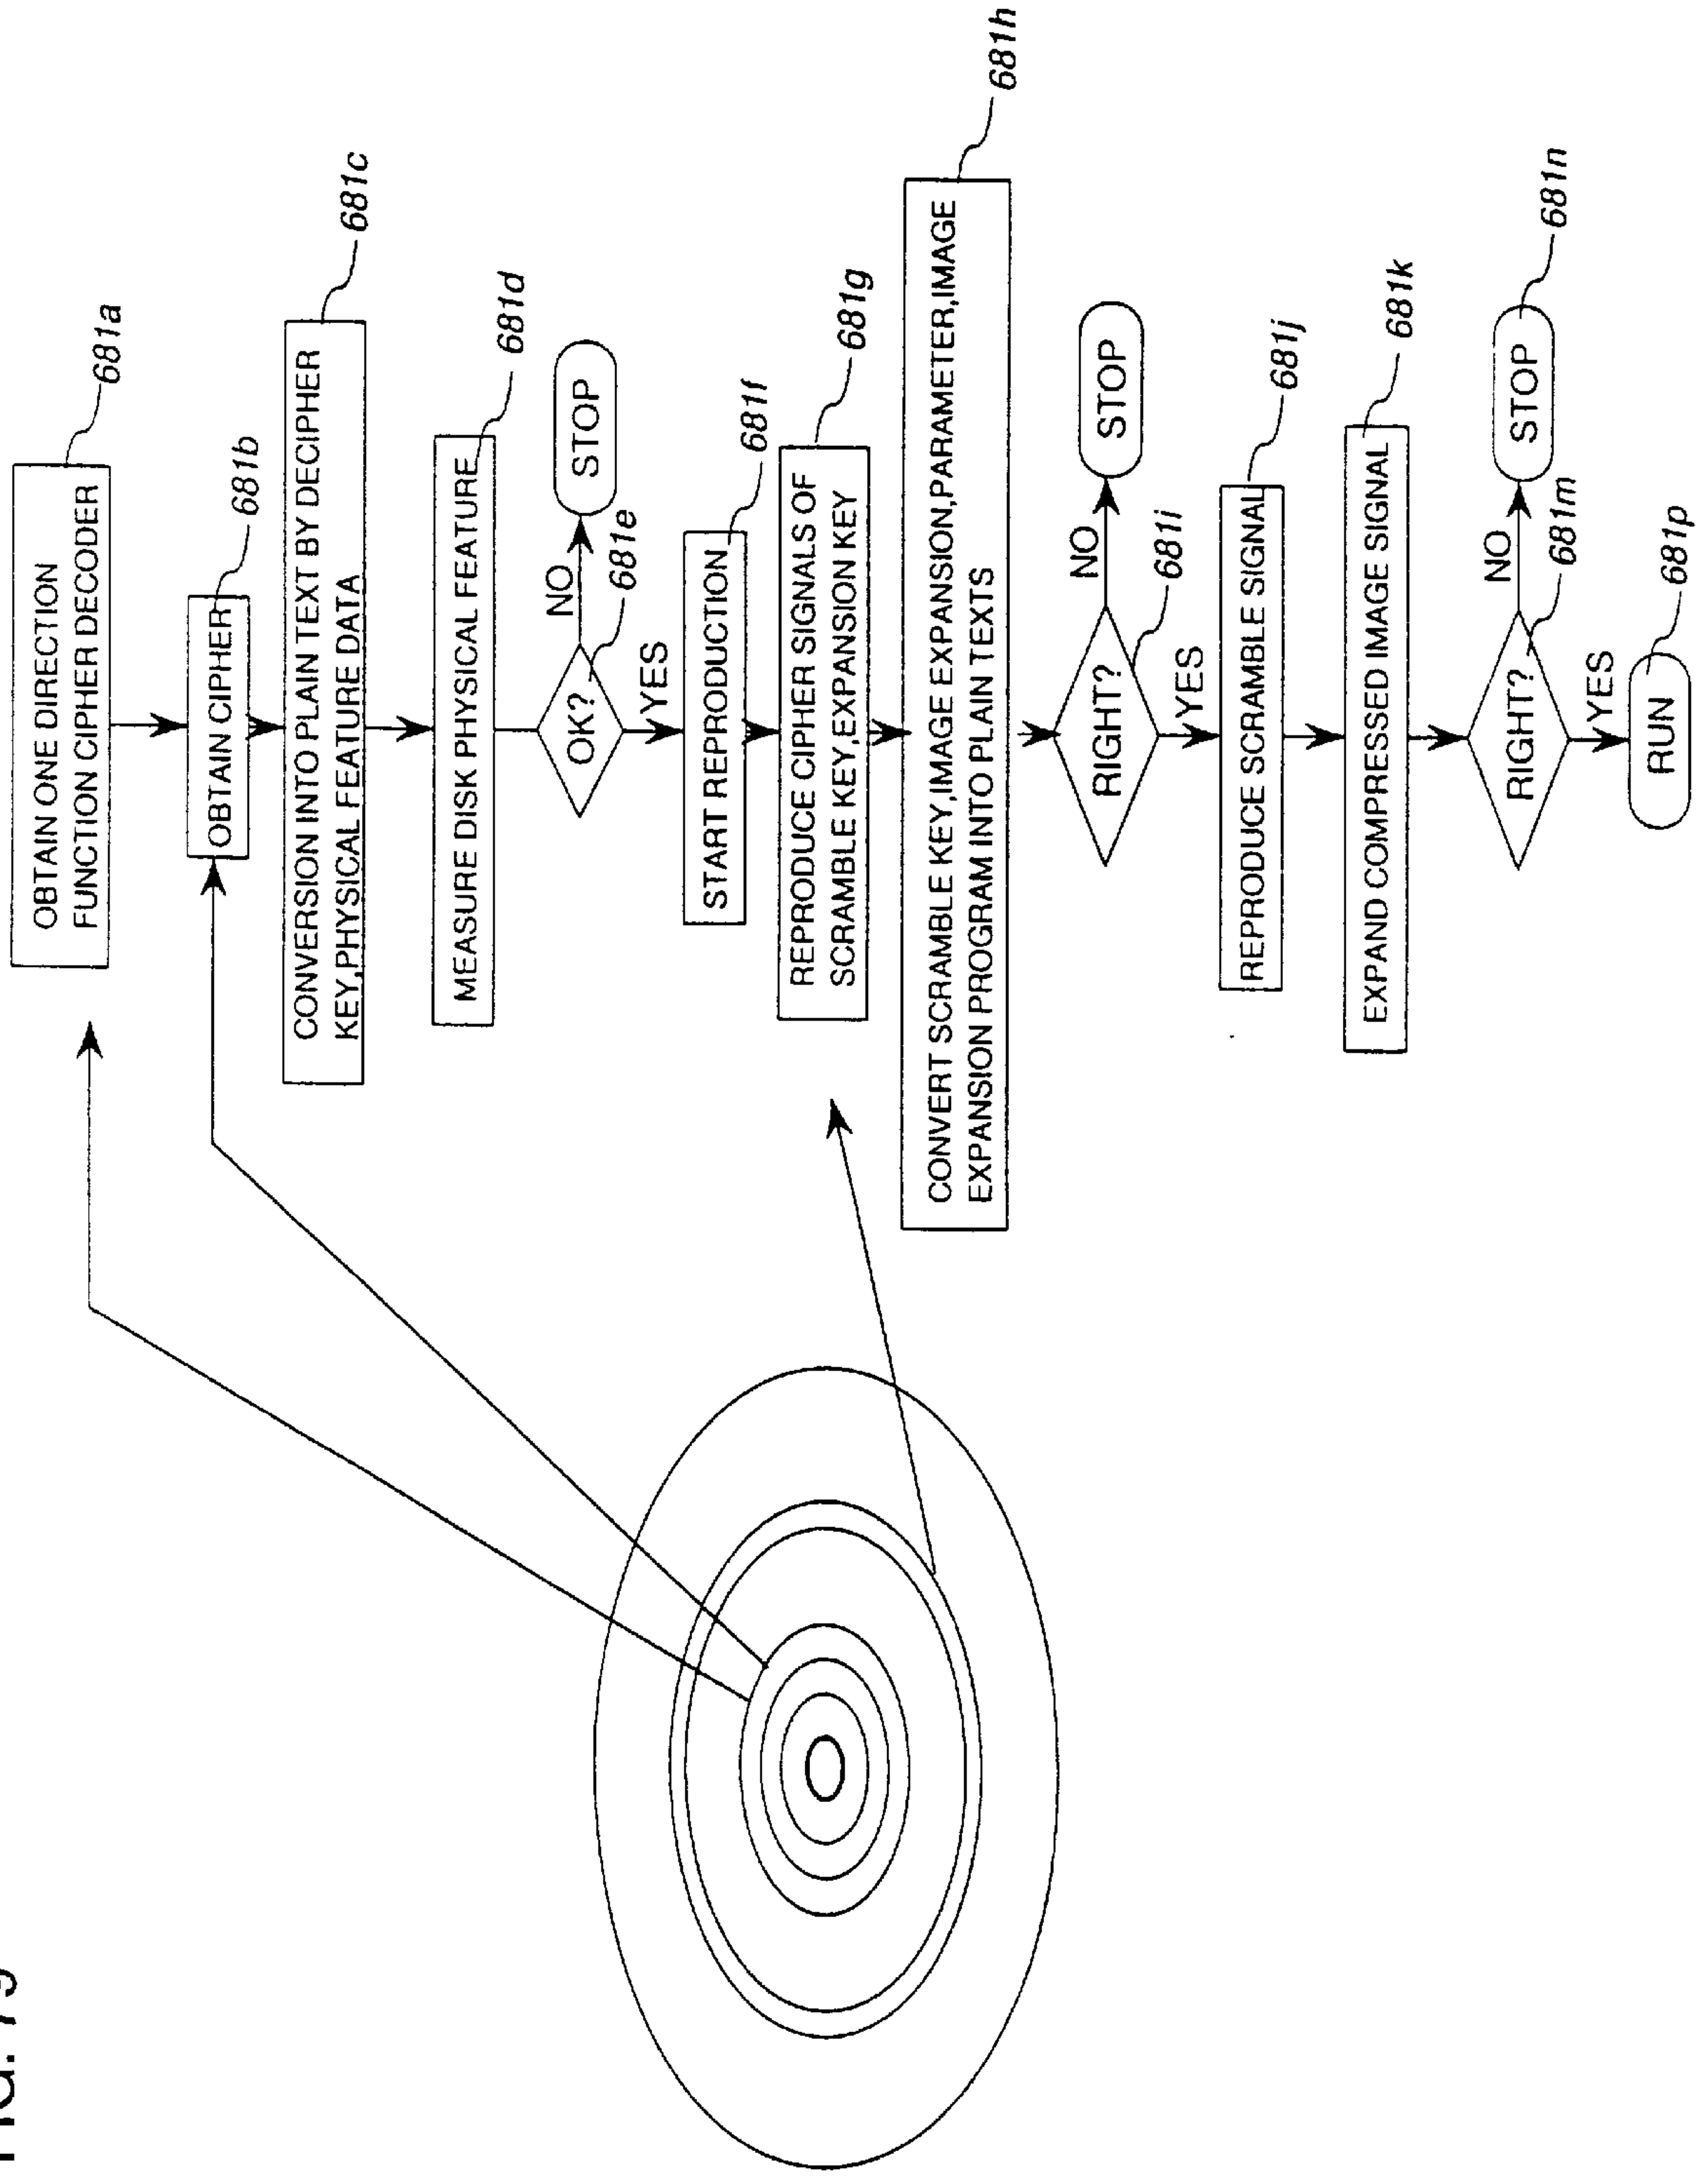 OBTAIN ONE DIRECTION
FUNCTION CIPHER DECODER
681a
OBTAIN CIPHER
681b
CONVERSION INTO PLAIN TEXT BY DECIPHER
KEY,PHYSICAL FEATURE DATA
681c
MEASURE DISK PHYSICAL FEATURE
681d
OK?
681e
NO
STOP
YES
START REPRODUCTION
681f
REPRODUCE CIPHER SIGNALS OF
SCRAMBLE KEY,EXPANSION KEY
681g
CONVERT SCRAMBLE KEY,IMAGE EXPANSION,PARAMETER,IMAGE
EXPANSION PROGRAM INTO PLAIN TEXTS
681h
RIGHT?
681i
NO
STOP
YES
REPRODUCE SCRAMBLE SIGNAL
681j
EXPAND COMPRESSED IMAGE SIGNAL
681k
RIGHT?
681m
NO
STOP
681n
YES
RUN
681p